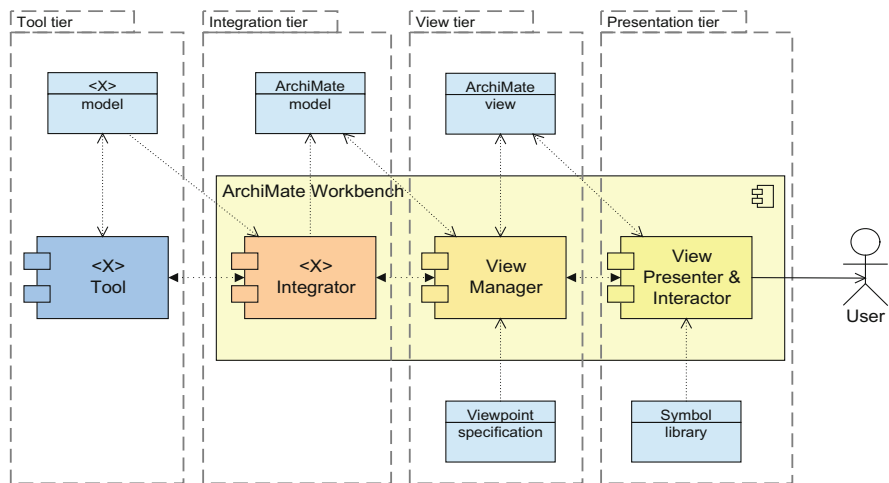 Tool tier
Integration tier
View tier
Presentation tier
<X>
model
ArchiMate
model
ArchiMate
view
ArchiMate Workbench
<X>
Tool
<X>
Integrator
View
Manager
View
Presenter &
Interactor
User
Viewpoint
specification
Symbol
library